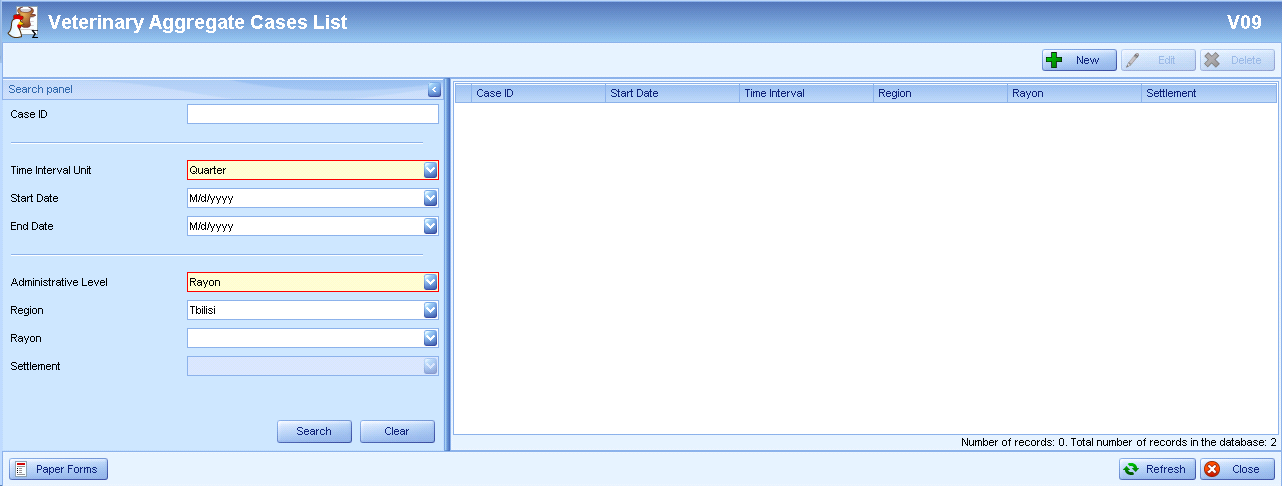 Veterinary Aggregate Cases List V09
New Edit Delete
Search panel
Case ID Start Date Time Interval Region Rayon Settlement
Case ID
Time Interval Unit Quarter
Start Date M/d/yyyy
End Date M/d/yyyy
Administrative Level Rayon
Region Tbilisi
Rayon
Settlement
Search Clear
Number of records: 0. Total number of records in the database: 2
Paper Forms Refresh Close